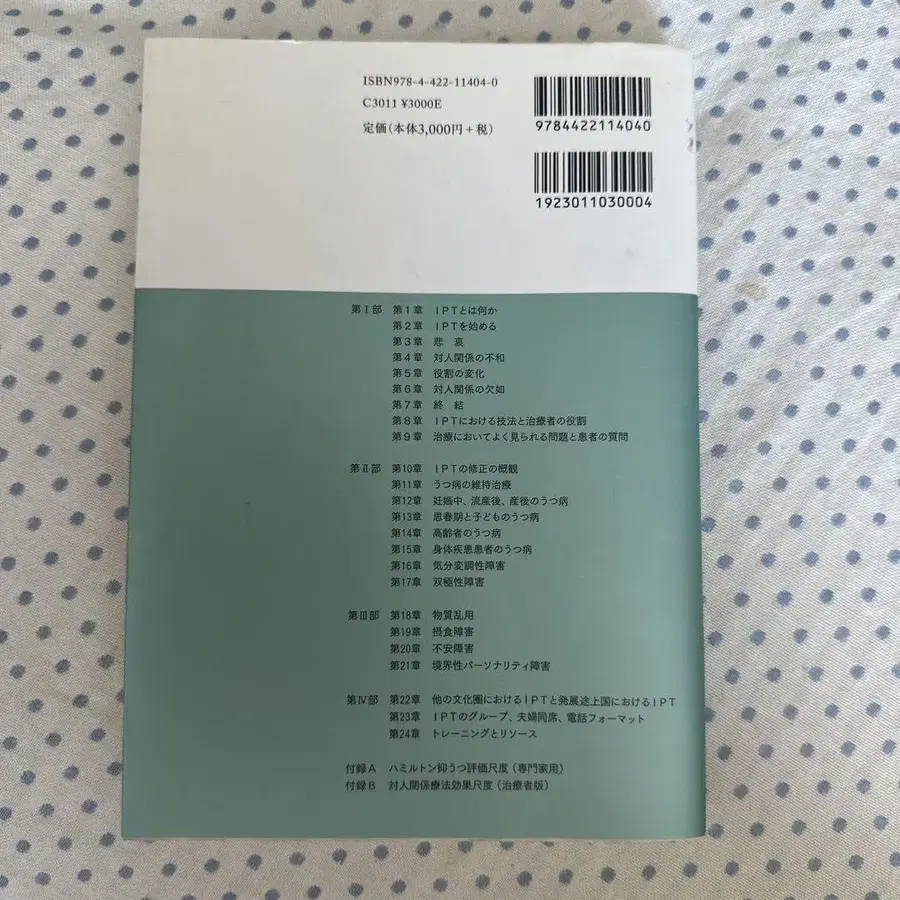 ISBN978-4-422-11404-0
C3011 ¥3000E
定価(本体3,000円+税)
9784422114040
1923011030004
第Ⅰ部 第1章 IPTとは何か
第2章 IPTを始める
第3章 悲 哀
第4章 対人関係の不和
第5章 役割の変化
第6章 対人関係の欠如
第7章 終 結
第8章 IPTにおける技法と治療者の役割
第9章 治療においてよく見られる問題と患者の質問
第Ⅱ部 第10章 IPTの修正の概観
第11章 うつ病の維持治療
第12章 妊娠中、流産後、産後のうつ病
第13章 思春期と子どものうつ病
第14章 高齢者のうつ病
第15章 身体疾患患者のうつ病
第16章 気分変調性障害
第17章 双極性障害
第Ⅲ部 第18章 物質乱用
第19章 摂食障害
第20章 不安障害
第21章 境界性パーソナリティ障害
第Ⅳ部 第22章 他の文化圏におけるIPTと発展途上国におけるIPT
第23章 IPTのグループ、夫婦同席、電話フォーマット
第24章 トレーニングとリソース
付録A ハミルトン抑うつ評価尺度(専門家用)
付録B 対人関係療法効果尺度(治療者版)